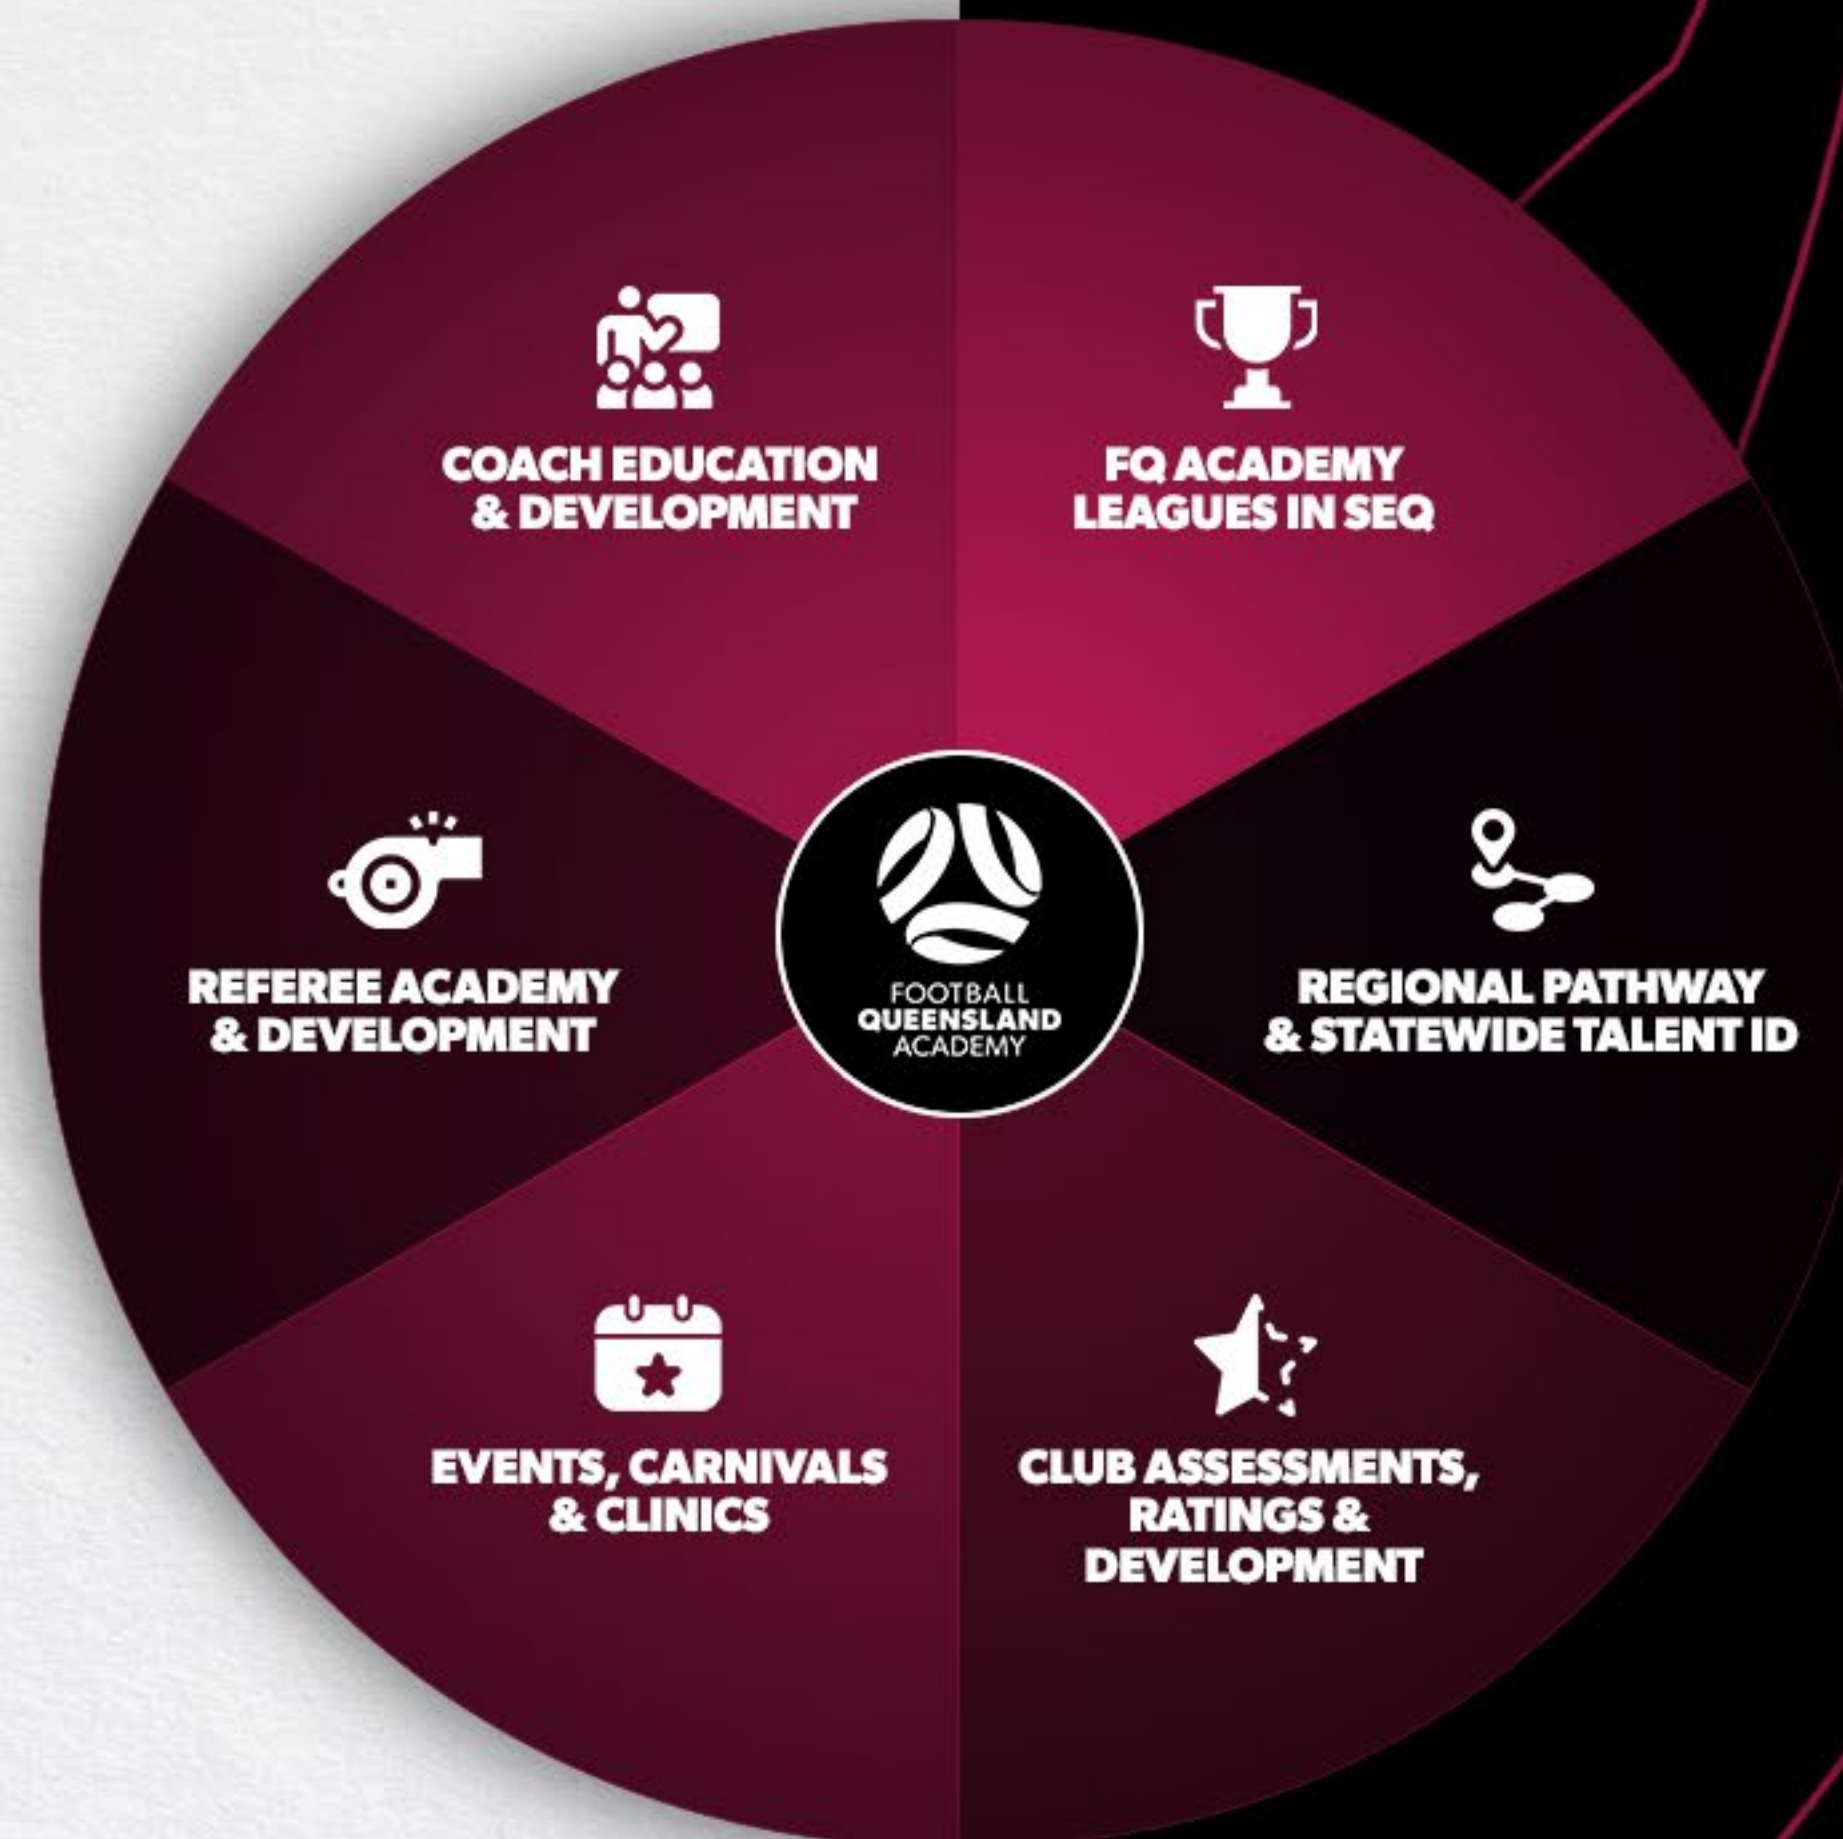 COACH EDUCATION
& DEVELOPMENT
FQ ACADEMY
LEAGUES IN SEQ
REFEREE ACADEMY
& DEVELOPMENT
FOOTBALL
QUEENSLAND
ACADEMY
REGIONAL PATHWAY
& STATEWIDE TALENT ID
EVENTS, CARNIVALS
& CLINICS
CLUB ASSESSMENTS,
RATINGS &
DEVELOPMENT